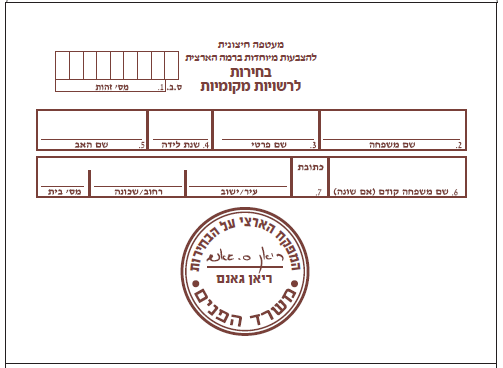 מעטפה חיצונית
להצבעות מיוחדות ברמה הארצית
בחירות
לרשויות מקומיות
ס.ב. 1. מס׳ זהות
2. שם משפחה
3. שם פרטי
4. שנת לידה
5. שם האב
6. שם משפחה קודם (אם שונה)
כתובת
7.
עיר/ישוב
רחוב/שכונה
מס׳ בית
המפקח הארצי על הבחירות
ריאן גאנם
משרד הפנים